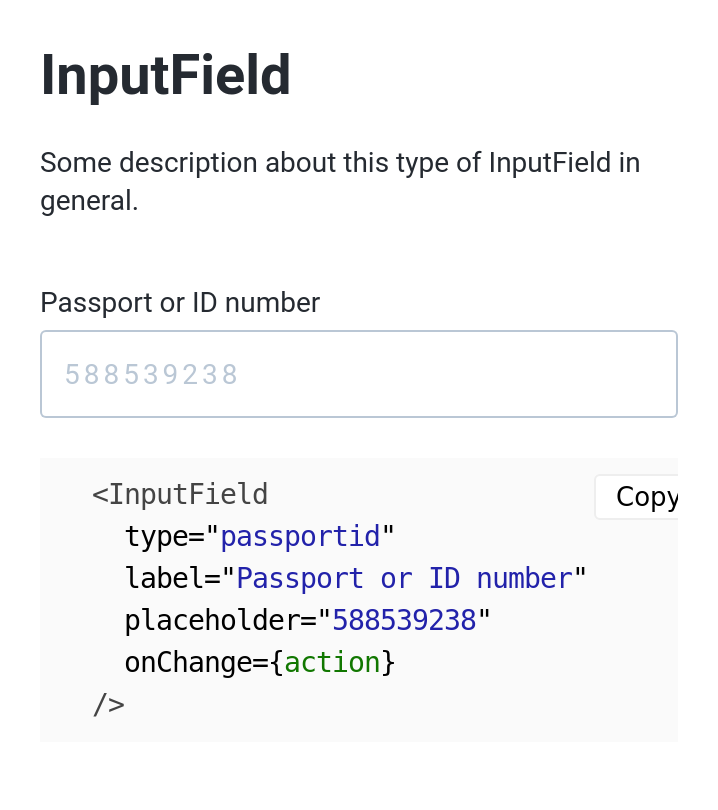 InputField
Some description about this type of InputField in
general.
Passport or ID number
588539238
Copy
<InputField
type="passportid"
label="Passport or ID number"
placeholder="588539238"
onChange={action}
/>